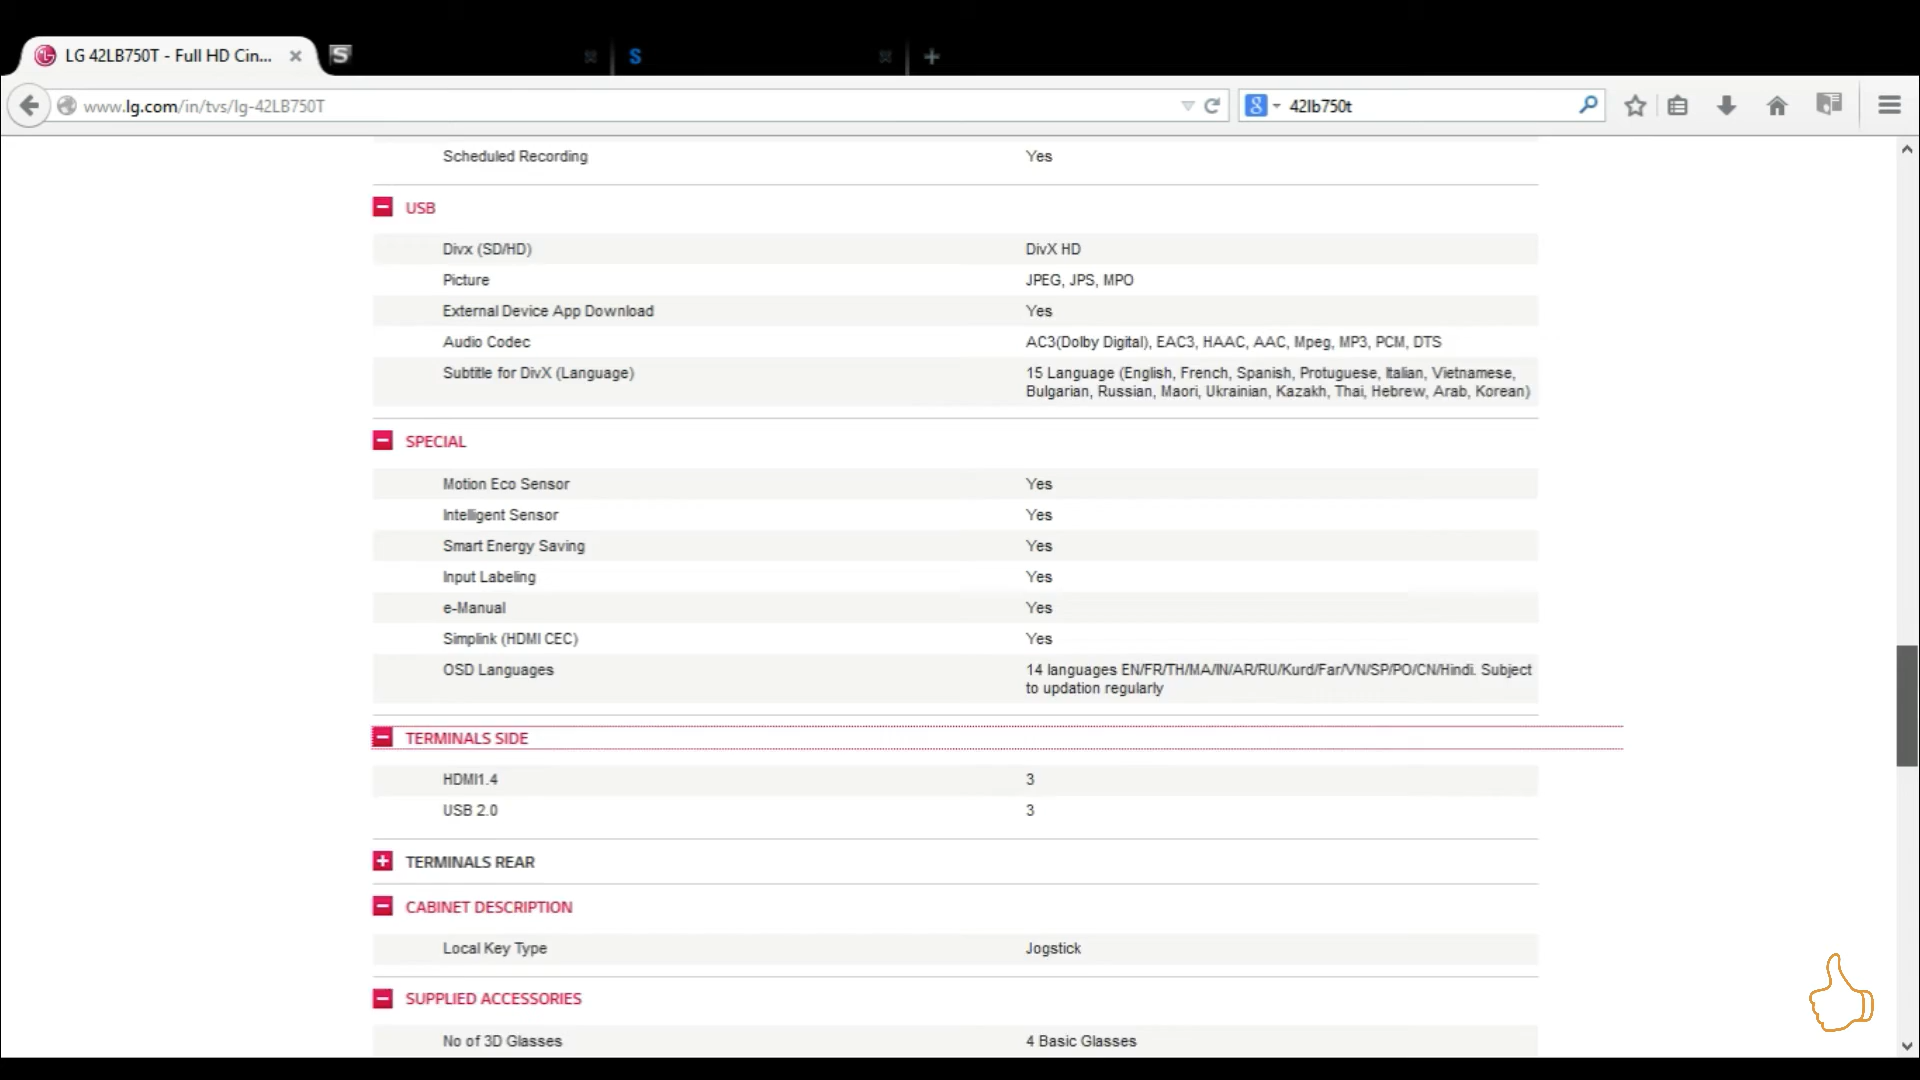 LG 42LB750T - Full HD Cin...
S
S
www.lg.com/in/tvs/lg-42LB750T
8
42lb750t
Scheduled Recording Yes
USB
Divx (SD/HD) DivX HD
Picture JPEG, JPS, MPO
External Device App Download Yes
Audio Codec AC3(Dolby Digital), EAC3, HAAC, AAC, Mpeg, MP3, PCM, DTS
Subtitle for DivX (Language) 15 Language (English, French, Spanish, Protuguese, Italian, Vietnamese,
Bulgarian, Russian, Maori, Ukrainian, Kazakh, Thai, Hebrew, Arab, Korean)
SPECIAL
Motion Eco Sensor Yes
Intelligent Sensor Yes
Smart Energy Saving Yes
Input Labeling Yes
e-Manual Yes
Simplink (HDMI CEC) Yes
OSD Languages 14 languages EN/FR/TH/MA/IN/AR/RU/Kurd/Far/VN/SP/PO/CN/Hindi. Subject
to updation regularly
TERMINALS SIDE
HDMI1.4 3
USB 2.0 3
TERMINALS REAR
CABINET DESCRIPTION
Local Key Type Jogstick
SUPPLIED ACCESSORIES
No of 3D Glasses 4 Basic Glasses